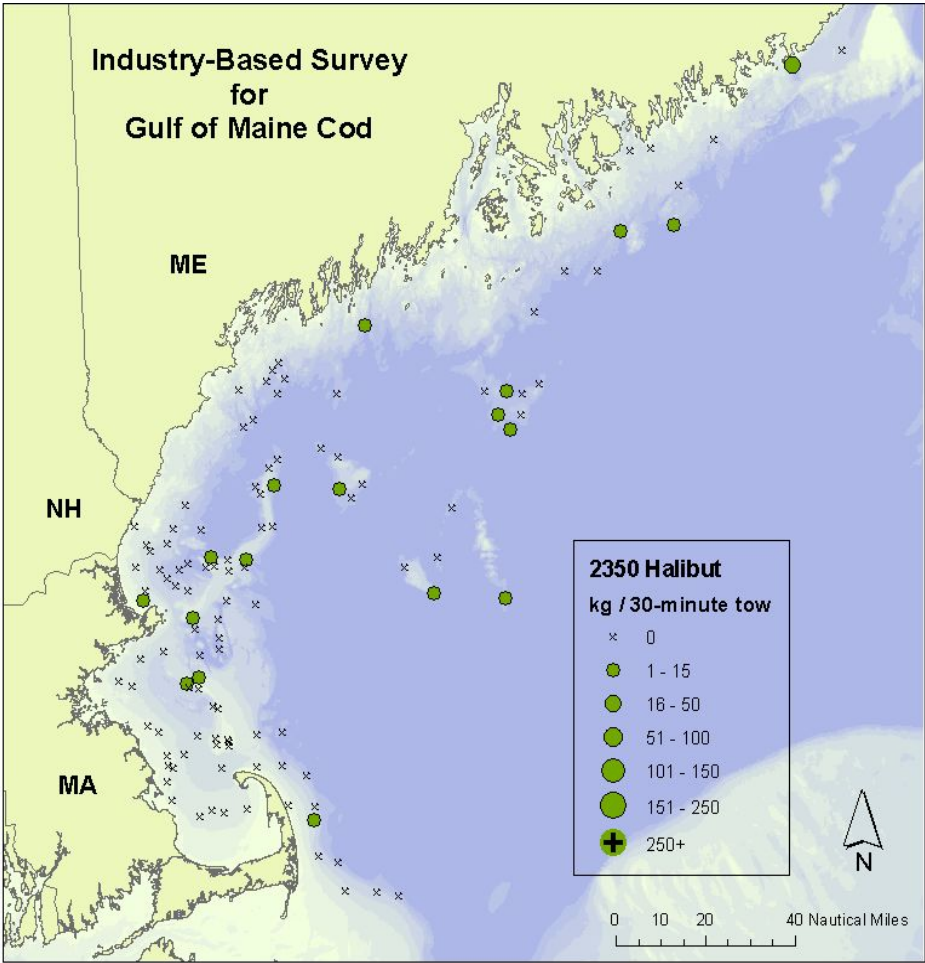 Industry-Based Survey
for
Gulf of Maine Cod
ME
NH
MA
2350 Halibut
kg / 30-minute tow
0
1 - 15
16 - 50
51 - 100
101 - 150
151 - 250
250+
N
0 10 20 40 Nautical Miles